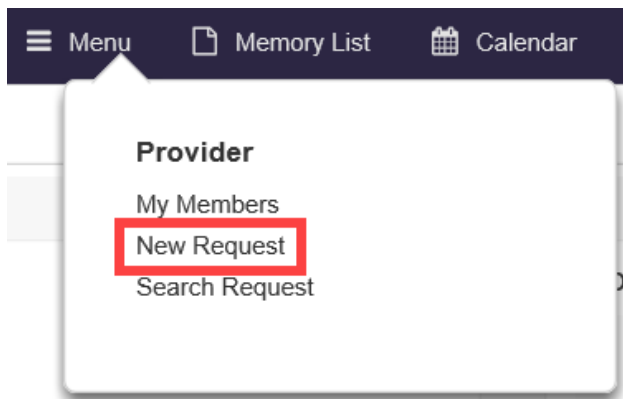 Menu Memory List Calendar
Provider
My Members
New Request
Search Request